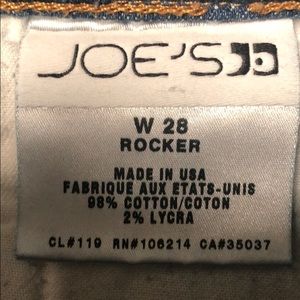 JOE'S
W 28
ROCKER
MADE IN USA
FABRIQUE AUX ETATS-UNIS
98% COTTON/COTON
2% LYCRA
CL#119 RN#106214 CA#35037